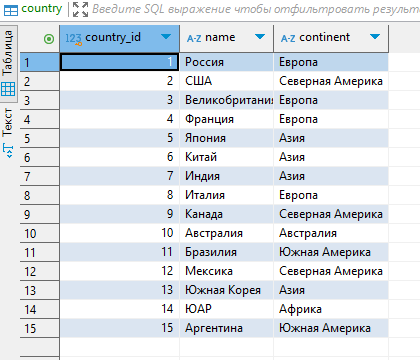 country Введите SQL выражение чтобы отфильтровать результа
Таблица
Текст
123 country_id A-Z name A-Z continent
1 1 Россия Европа
2 2 США Северная Америка
3 3 Великобритания Европа
4 4 Франция Европа
5 5 Япония Азия
6 6 Китай Азия
7 7 Индия Азия
8 8 Италия Европа
9 9 Канада Северная Америка
10 10 Австралия Австралия
11 11 Бразилия Южная Америка
12 12 Мексика Северная Америка
13 13 Южная Корея Азия
14 14 ЮАР Африка
15 15 Аргентина Южная Америка